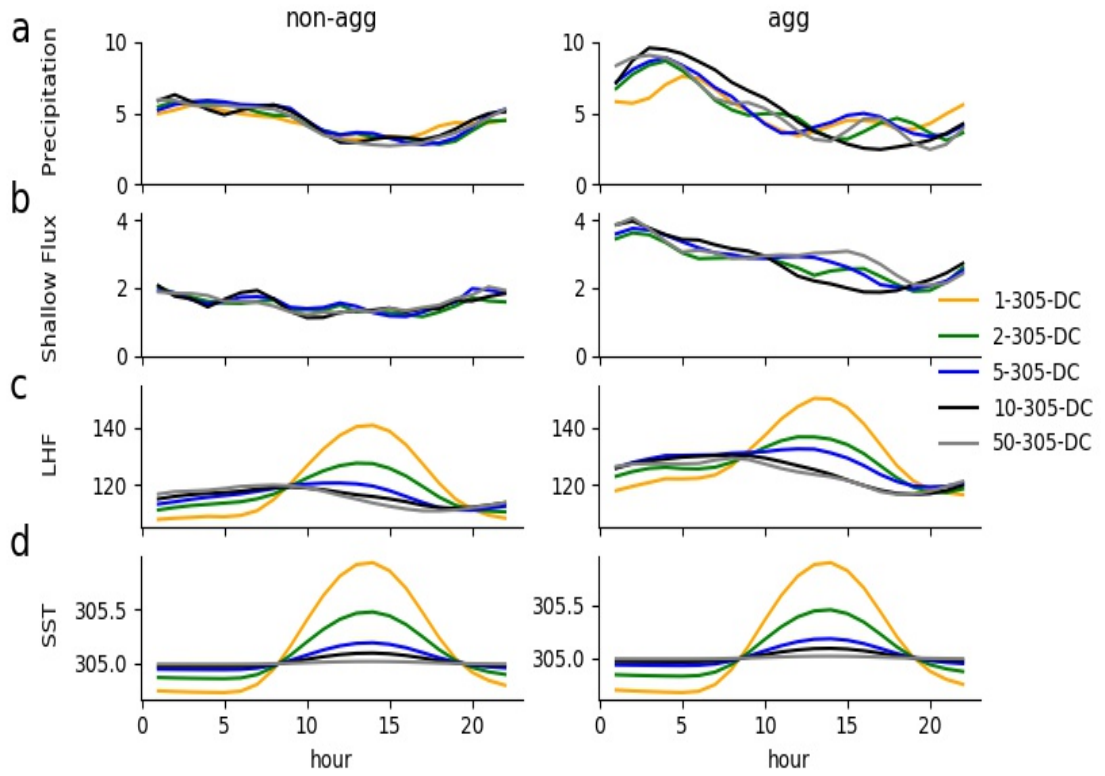 a
non-agg
agg
Precipitation
10
5
0
10
5
0
b
Shallow Flux
4
2
0
4
2
0
1-305-DC
2-305-DC
5-305-DC
10-305-DC
50-305-DC
c
LHF
140
120
140
120
d
SST
305.5
305.0
305.5
305.0
0 5 10 15 20
0 5 10 15 20
hour
hour